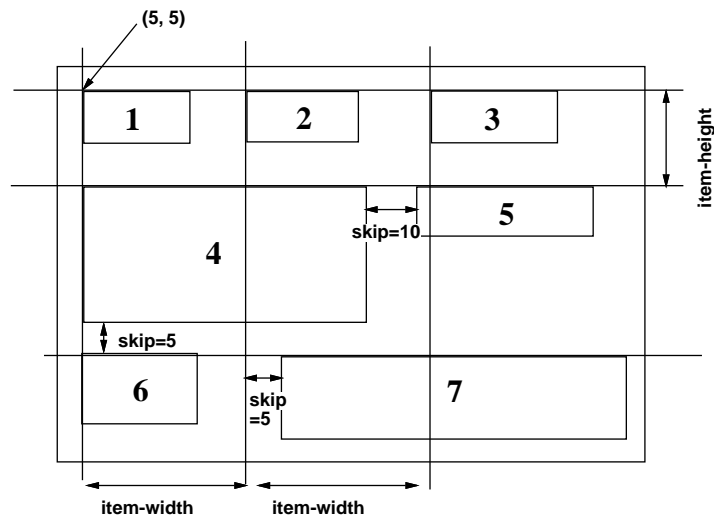 (5, 5)
1
2
3
item-height
4
skip=10
5
skip=5
6
skip
=5
7
item-width
item-width